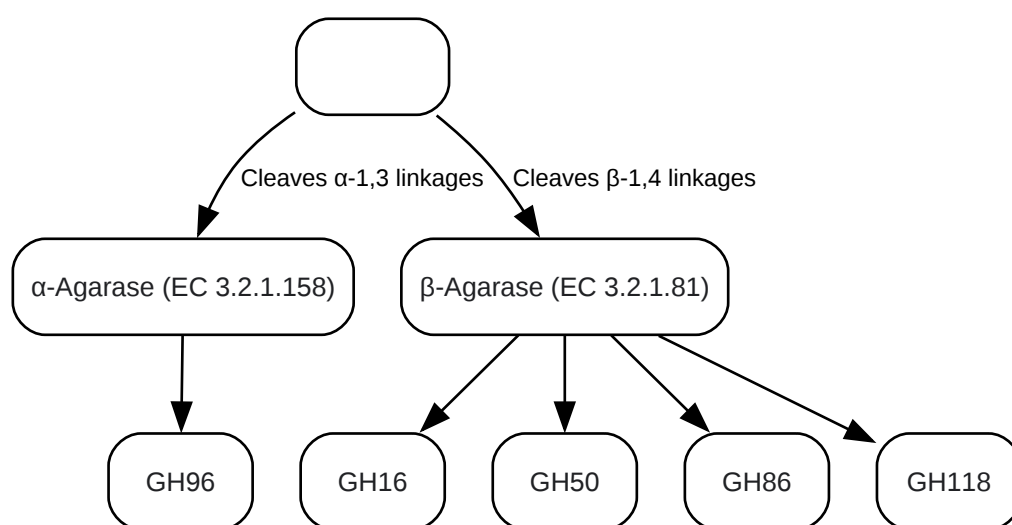 Cleaves α-1,3 linkages
Cleaves β-1,4 linkages
α-Agarase (EC 3.2.1.158)
β-Agarase (EC 3.2.1.81)
GH96
GH16
GH50
GH86
GH118